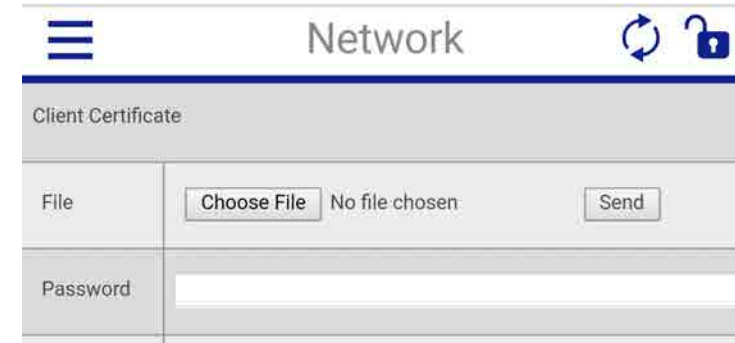 Network
Client Certificate
File
Choose File No file chosen
Send
Password